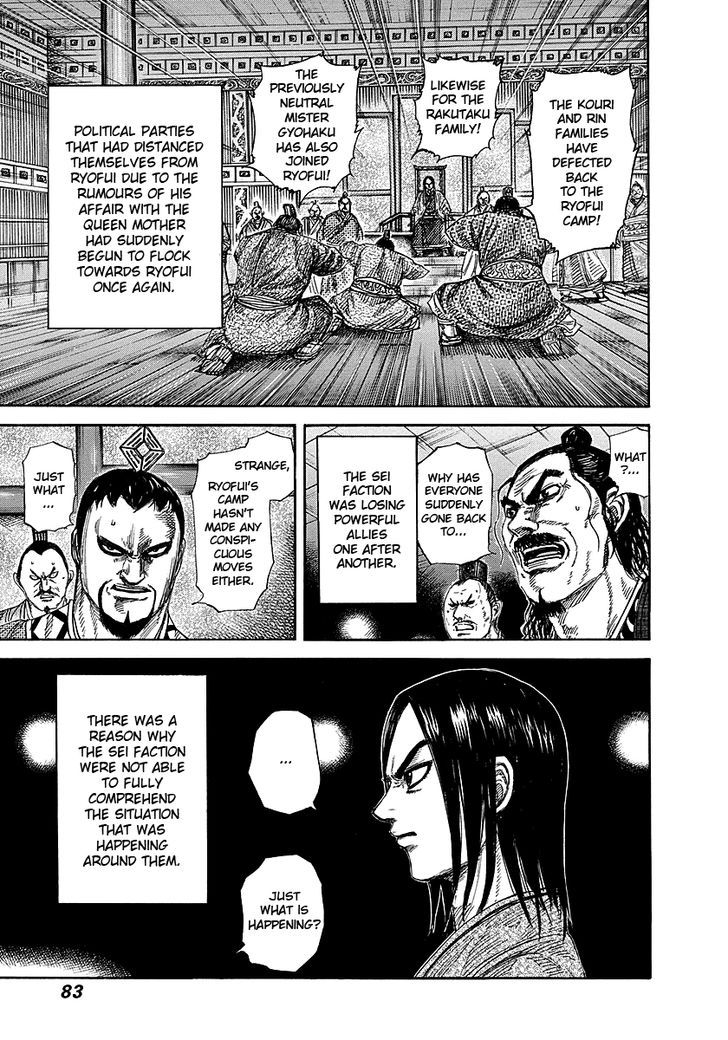 THE KOURI
AND RIN
FAMILIES
HAVE
DEFECTED
BACK
TO THE
RYOFUI
CAMP!
LIKEWISE
FOR THE
RAKUTAKU
FAMILY!
THE
PREVIOUSLY
NEUTRAL
MISTER
GYOHAKU
HAS ALSO
JOINED
RYOFUI!
POLITICAL PARTIES
THAT HAD DISTANCED
THEMSELVES FROM
RYOFUI DUE TO THE
RUMOURS OF HIS
AFFAIR WITH THE
QUEEN MOTHER
HAD SUDDENLY
BEGUN TO FLOCK
TOWARDS RYOFUI
ONCE AGAIN.
WHAT
?...
WHY HAS
EVERYONE
SUDDENLY
GONE BACK
TO...
THE SEI
FACTION
WAS LOSING
POWERFUL
ALLIES
ONE AFTER
ANOTHER.
STRANGE,
RYOFUI'S
CAMP
HASN'T
MADE ANY
CONSPI-
CUOUS
MOVES
EITHER.
JUST
WHAT
...
...
JUST
WHAT IS
HAPPENING?
THERE WAS A
REASON WHY
THE SEI FACTION
WERE NOT ABLE
TO FULLY
COMPREHEND
THE SITUATION
THAT WAS
HAPPENING
AROUND THEM.
83